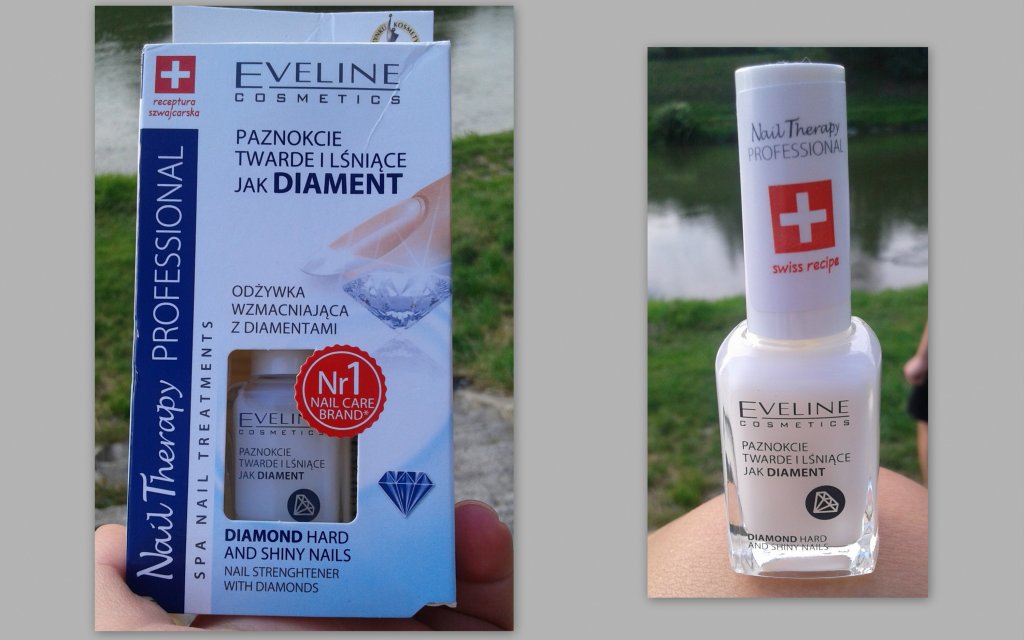 KOSMETY
receptura
szwajcarska
EVELINE
COSMETICS
PAZNOKCIE
TWARDE I LŚNIĄCE
JAK DIAMENT
Nail Therapy PROFESSIONAL
SPA NAIL TREATMENTS
ODŻYWKA
WZMACNIAJĄCA
Z DIAMENTAMI
Nr1
NAIL CARE
BRAND*
EVELINE
COSMETICS
PAZNOKCIE
TWARDE I LŚNIĄCE
JAK DIAMENT
DIAMOND HARD
AND SHINY NAILS
NAIL STRENGHTENER
WITH DIAMONDS
Nail Therapy
PROFESSIONAL
swiss recipe
EVELINE
COSMETICS
PAZNOKCIE
TWARDE I LŚNIĄCE
JAK DIAMENT
DIAMOND HARD
AND SHINY NAILS